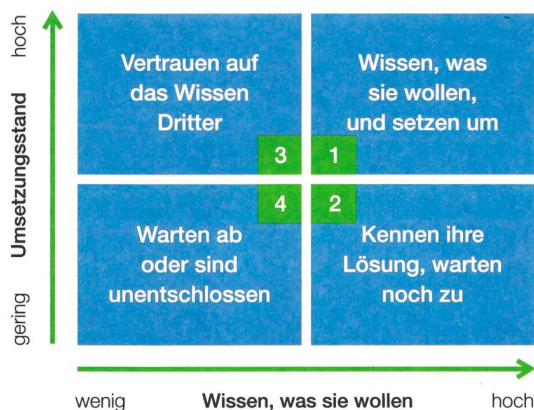 hoch
Umsetzungsstand
gering
Vertrauen auf
das Wissen
Dritter
3
Wissen, was
sie wollen,
und setzen um
1
4
Warten ab
oder sind
unentschlossen
2
Kennen ihre
Lösung, warten
noch zu
wenig
Wissen, was sie wollen
hoch